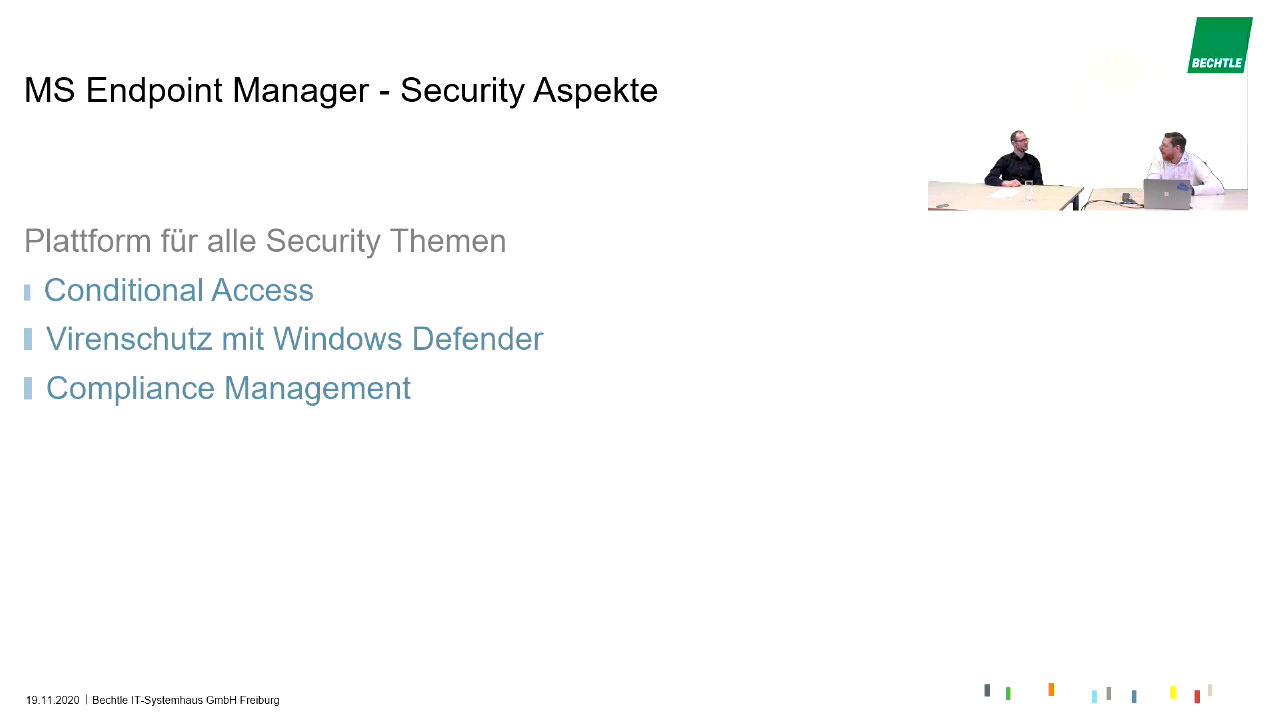 BECHTLE
MS Endpoint Manager - Security Aspekte
Plattform für alle Security Themen
Conditional Access
Virenschutz mit Windows Defender
Compliance Management
19.11.2020 | Bechtle IT-Systemhaus GmbH Freiburg